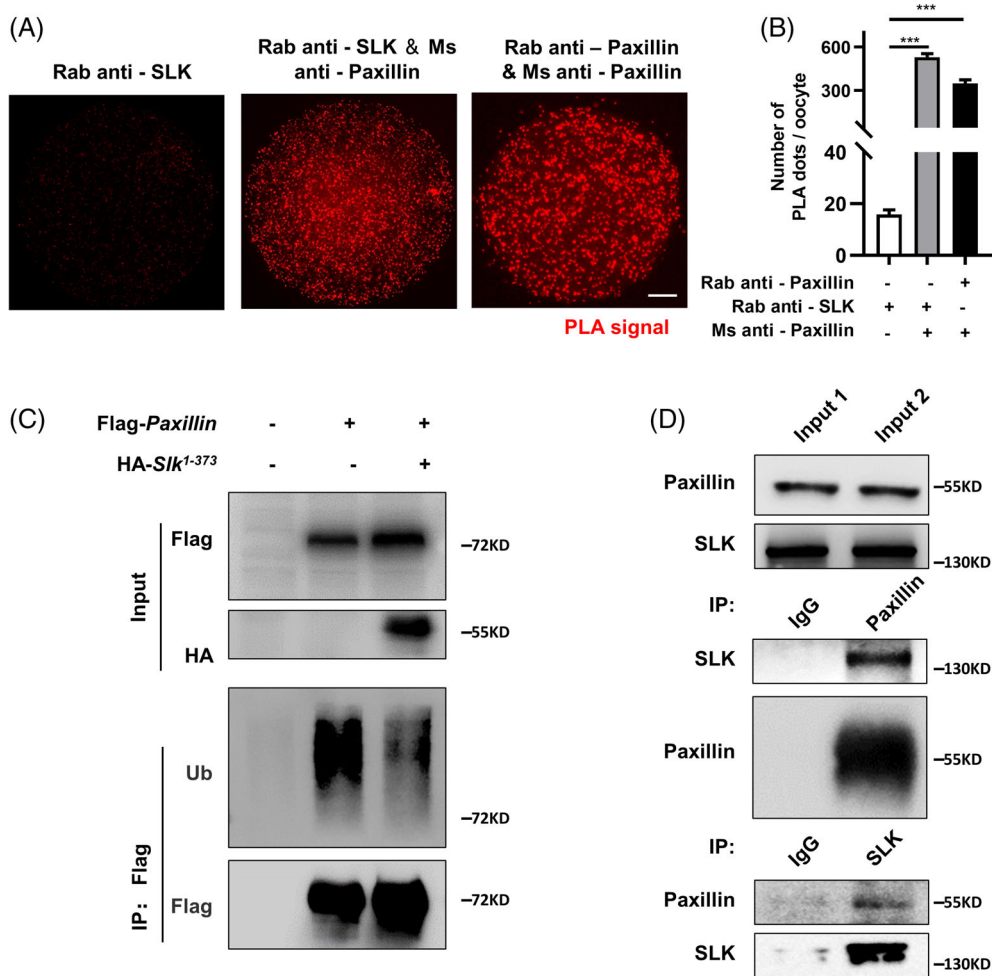 (A)
Rab anti - SLK
Rab anti - SLK & Ms
anti - Paxillin
Rab anti – Paxillin
& Ms anti - Paxillin
PLA signal
(B)
Number of
PLA dots / oocyte
***
***
600
300
40
20
0
Rab anti - Paxillin - - +
Rab anti - SLK + + -
Ms anti - Paxillin - + +
(C)
Flag-Paxillin - + +
HA-Slk1-373 - - +
Input
Flag
–72KD
HA
–55KD
IP: Flag
Ub
–72KD
Flag
–72KD
(D)
Input 1 Input 2
Paxillin –55KD
SLK –130KD
IP: IgG Paxillin
SLK –130KD
Paxillin –55KD
IP: IgG SLK
Paxillin –55KD
SLK –130KD